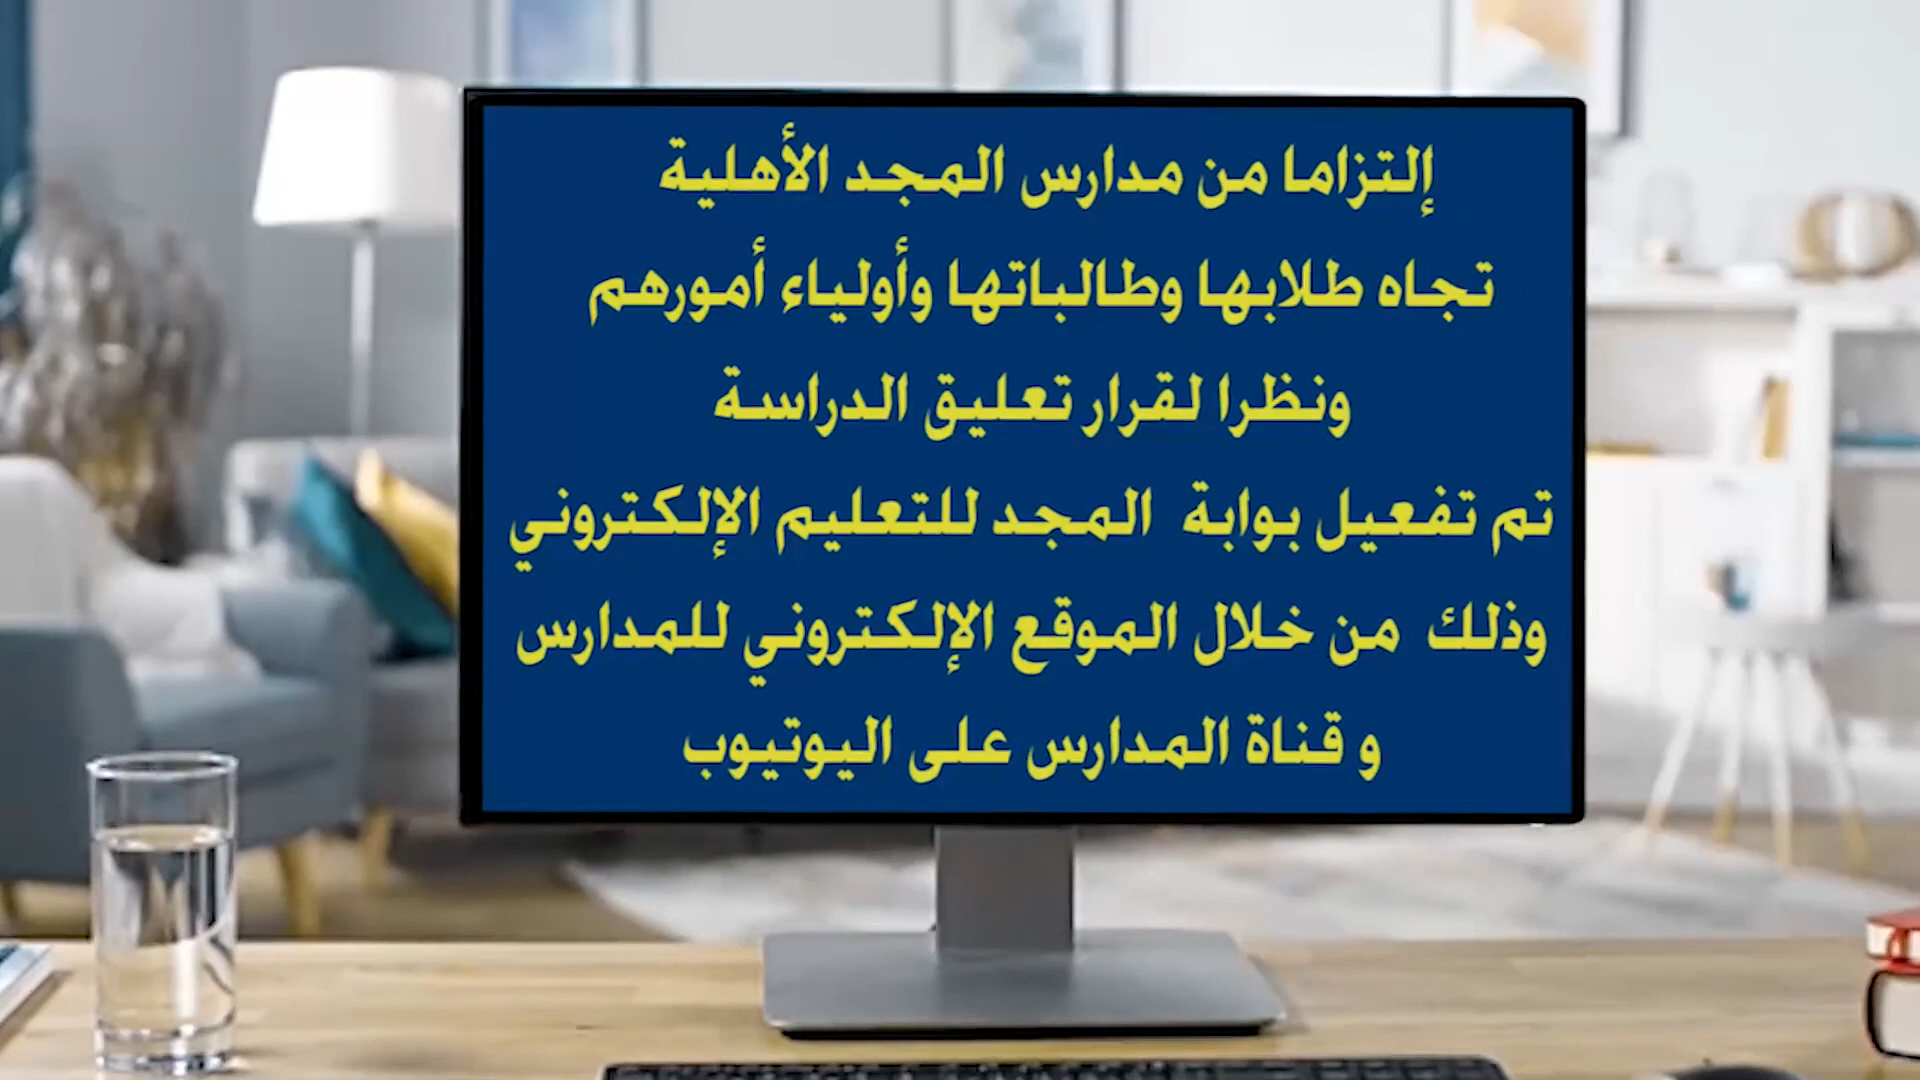 إلتزاما من مدارس المجد الأهلية
تجاه طلابها وطالباتها وأولياء أمورهم
ونظرا لقرار تعليق الدراسة
تم تفعيل بوابة المجد للتعليم الإلكتروني
وذلك من خلال الموقع الإلكتروني للمدارس
و قناة المدارس على اليوتيوب